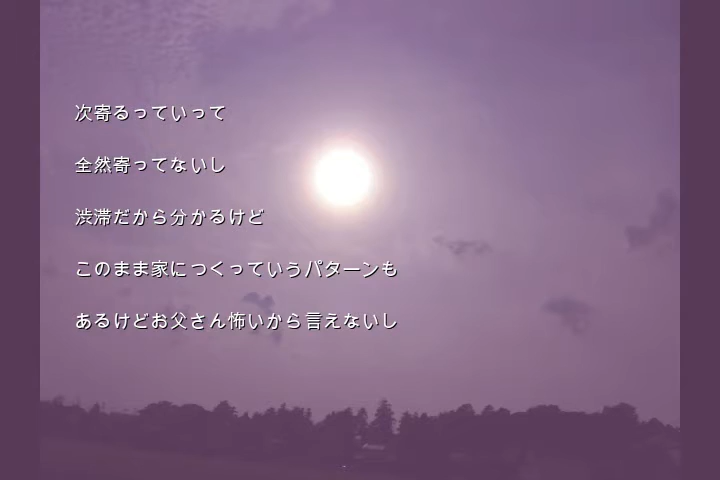 次寄るっていって
全然寄ってないし
渋滞だから分かるけど
このまま家につくっていうパターンも
あるけどお父さん怖いから言えないし